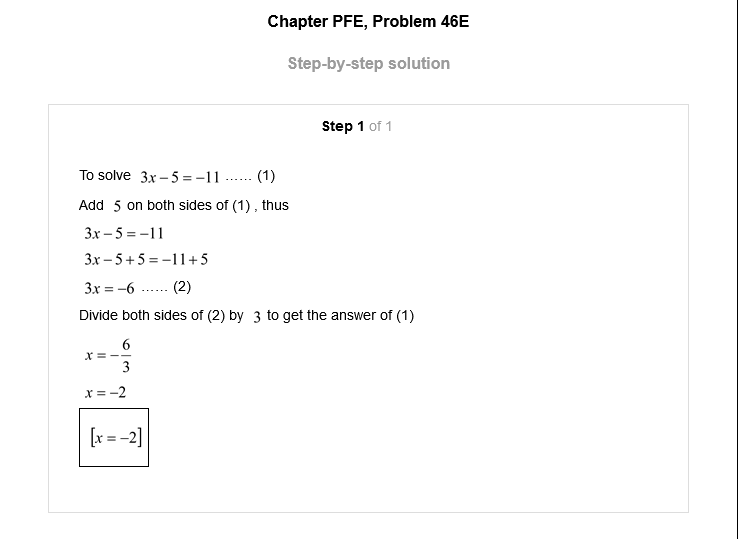 Chapter PFE, Problem 46E
Step-by-step solution
Step 1 of 1
To solve 3x – 5 = –11 ...... (1)
Add 5 on both sides of (1) , thus
3x – 5 = –11
3x – 5 + 5 = –11 + 5
3x = –6 ...... (2)
Divide both sides of (2) by 3 to get the answer of (1)
x = –6/3
x = –2
[x = –2]